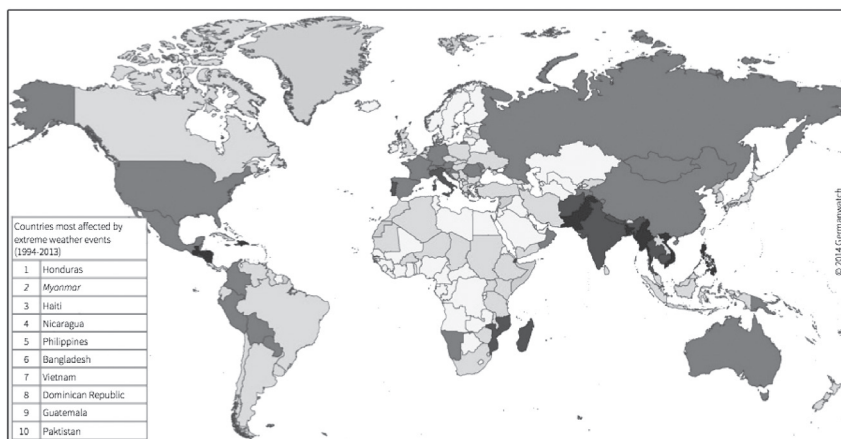 Countries most affected by
extreme weather events
(1994-2013)
1 Honduras
2 Myanmar
3 Haiti
4 Nicaragua
5 Philippines
6 Bangladesh
7 Vietnam
8 Dominican Republic
9 Guatemala
10 Paktistan
© 2014 Germanwatch